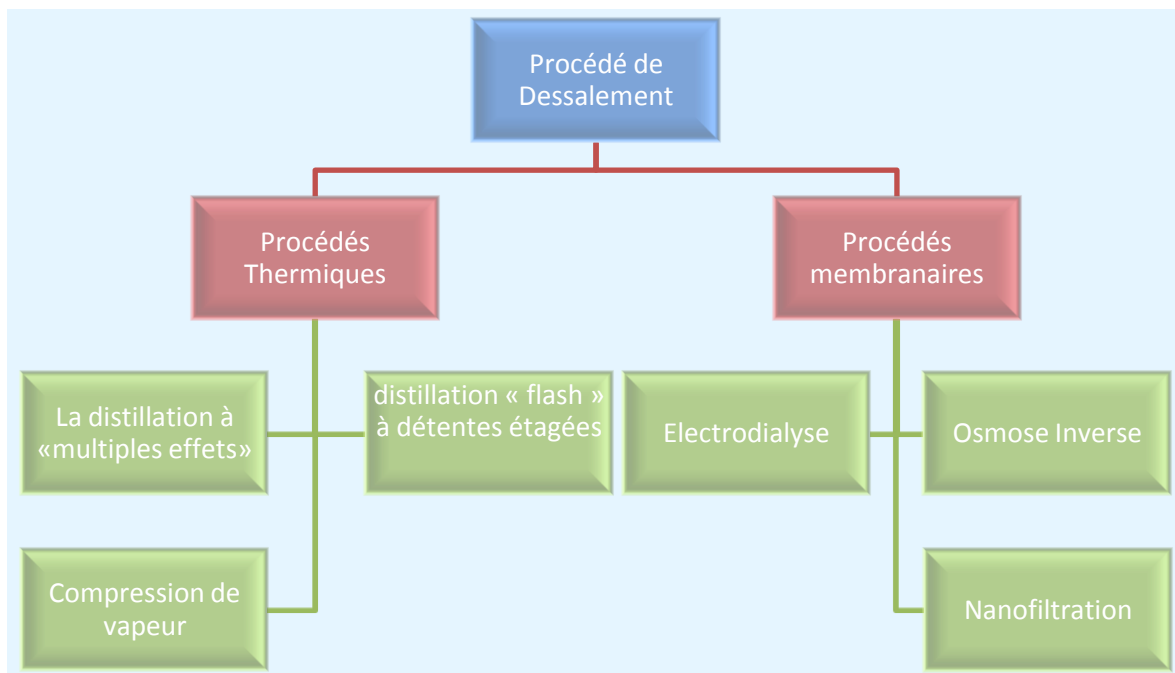 Procédé de
Dessalement
Procédés
Thermiques
Procédés
membranaires
La distillation à
«multiples effets»
distillation « flash »
à détentes étagées
Electrodialyse
Osmose Inverse
Compression de
vapeur
Nanofiltration